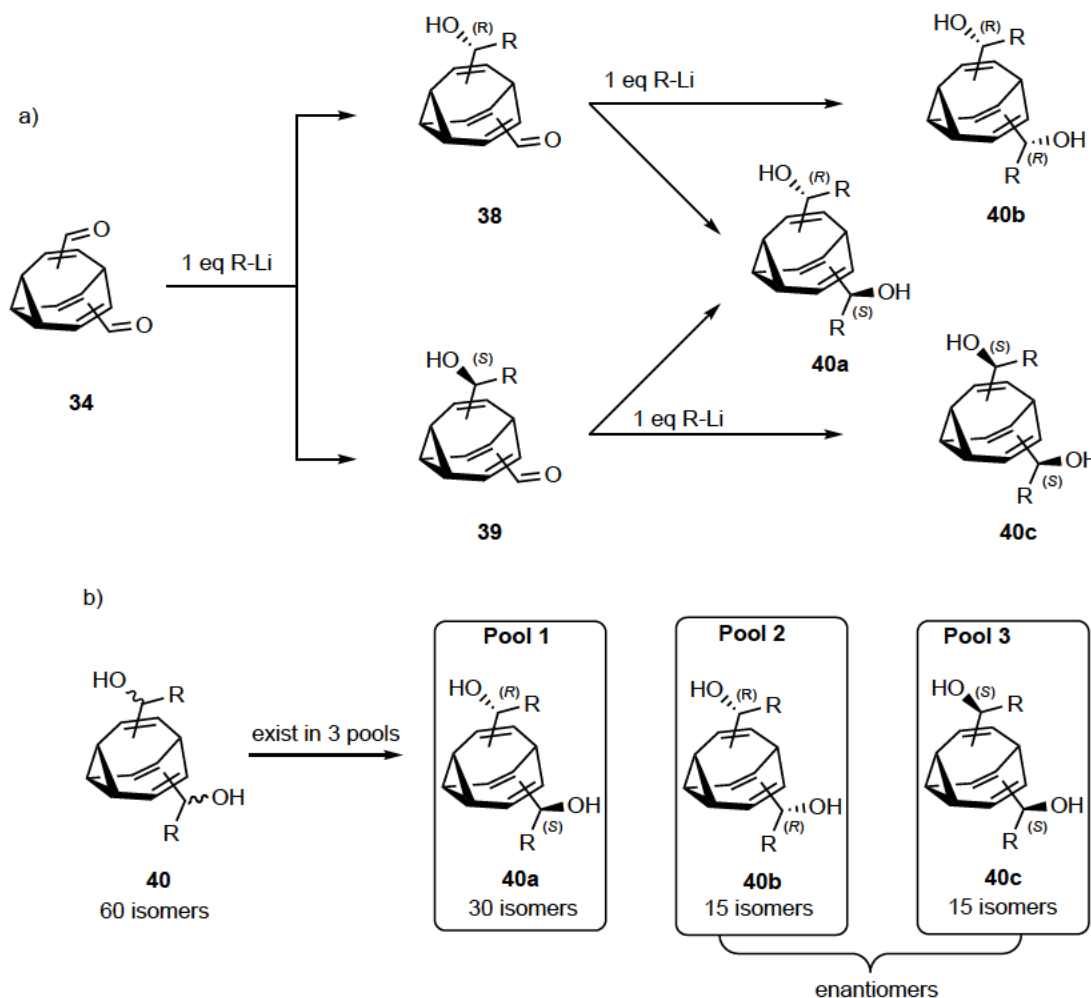 a)
O
O
34
1 eq R-Li
HO (R) R
O
38
HO (S) R
O
39
1 eq R-Li
1 eq R-Li
HO (R) R
OH
R (S)
40a
HO (R) R
OH
R (R)
40b
HO (S) R
OH
R (S)
40c
b)
HO R
OH
R
40
60 isomers
exist in 3 pools
Pool 1
HO (R) R
OH
R (S)
40a
30 isomers
Pool 2
HO (R) R
OH
R (R)
40b
15 isomers
Pool 3
HO (S) R
OH
R (S)
40c
15 isomers
enantiomers